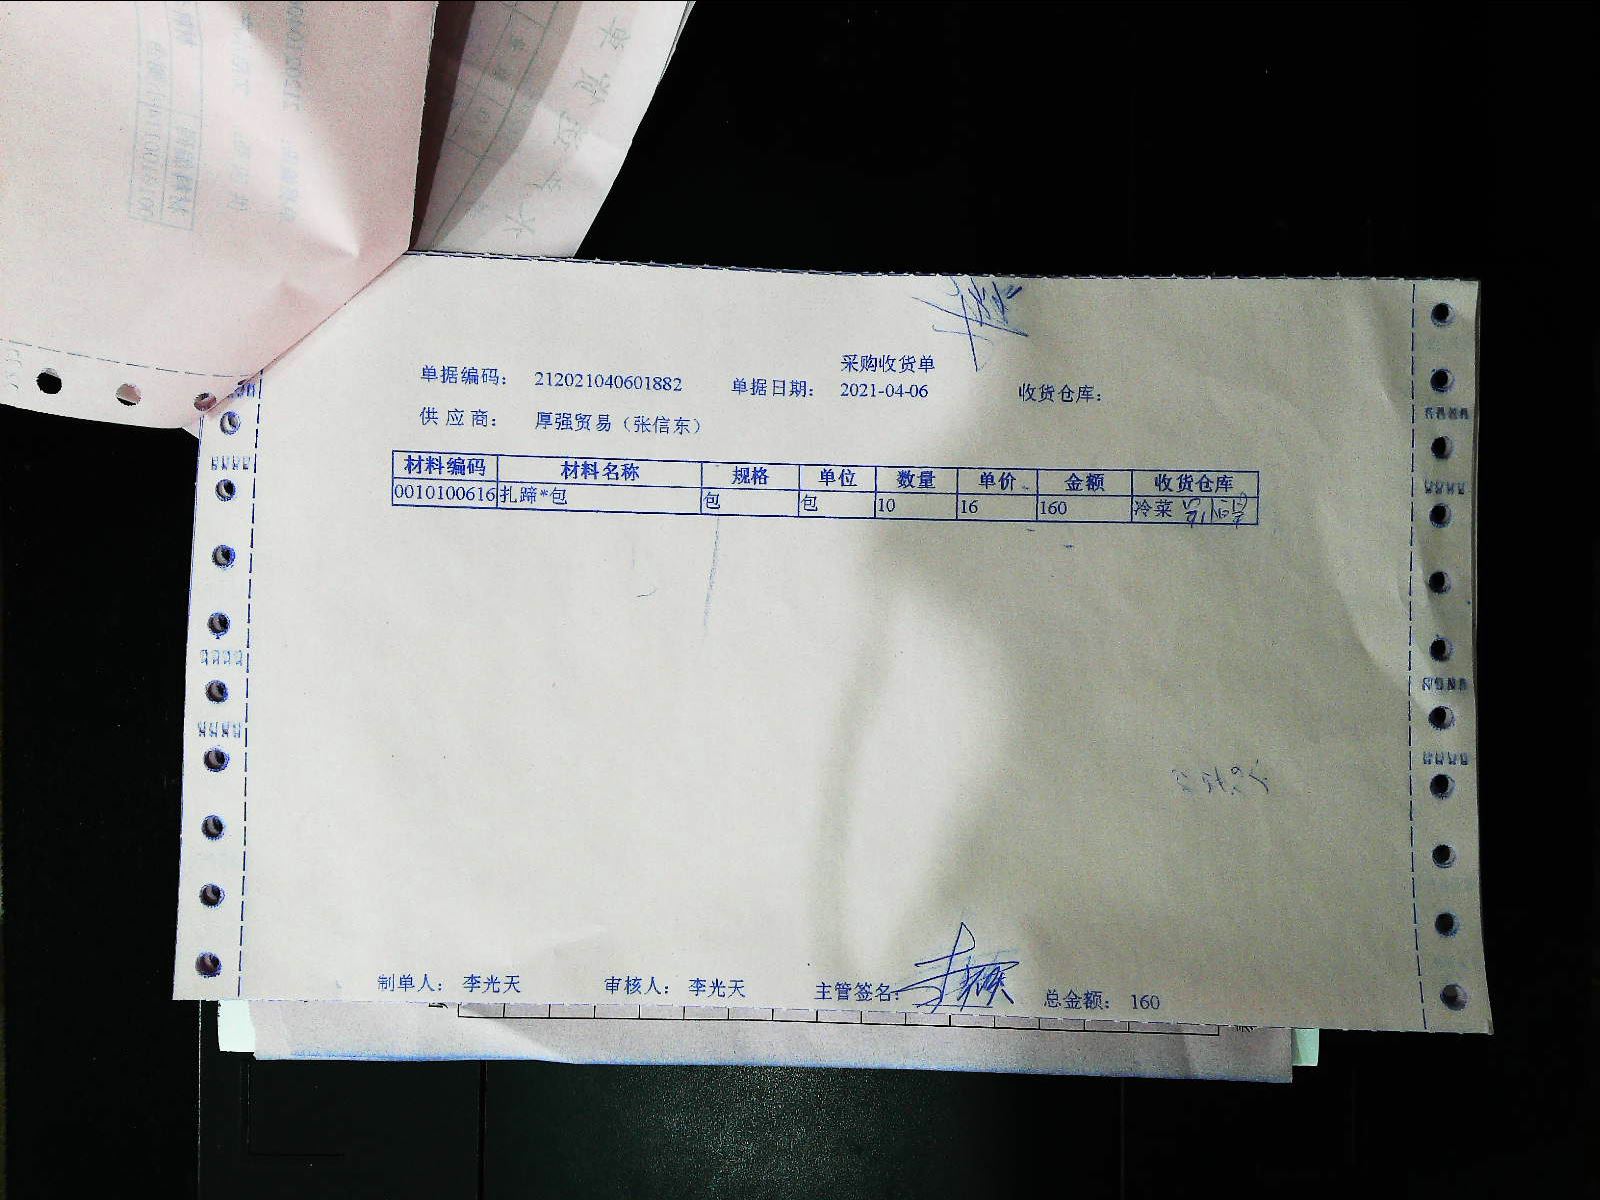 采购收货单
单据编码： 212021040601882 单据日期： 2021-04-06 收货仓库：
供 应 商： 厚强贸易（张信东）
材料编码 材料名称 规格 单位 数量 单价 金额 收货仓库
0010100616 扎蹄*包 包 包 10 16 160 冷菜
制单人： 李光天 审核人： 李光天 主管签名： 总金额： 160